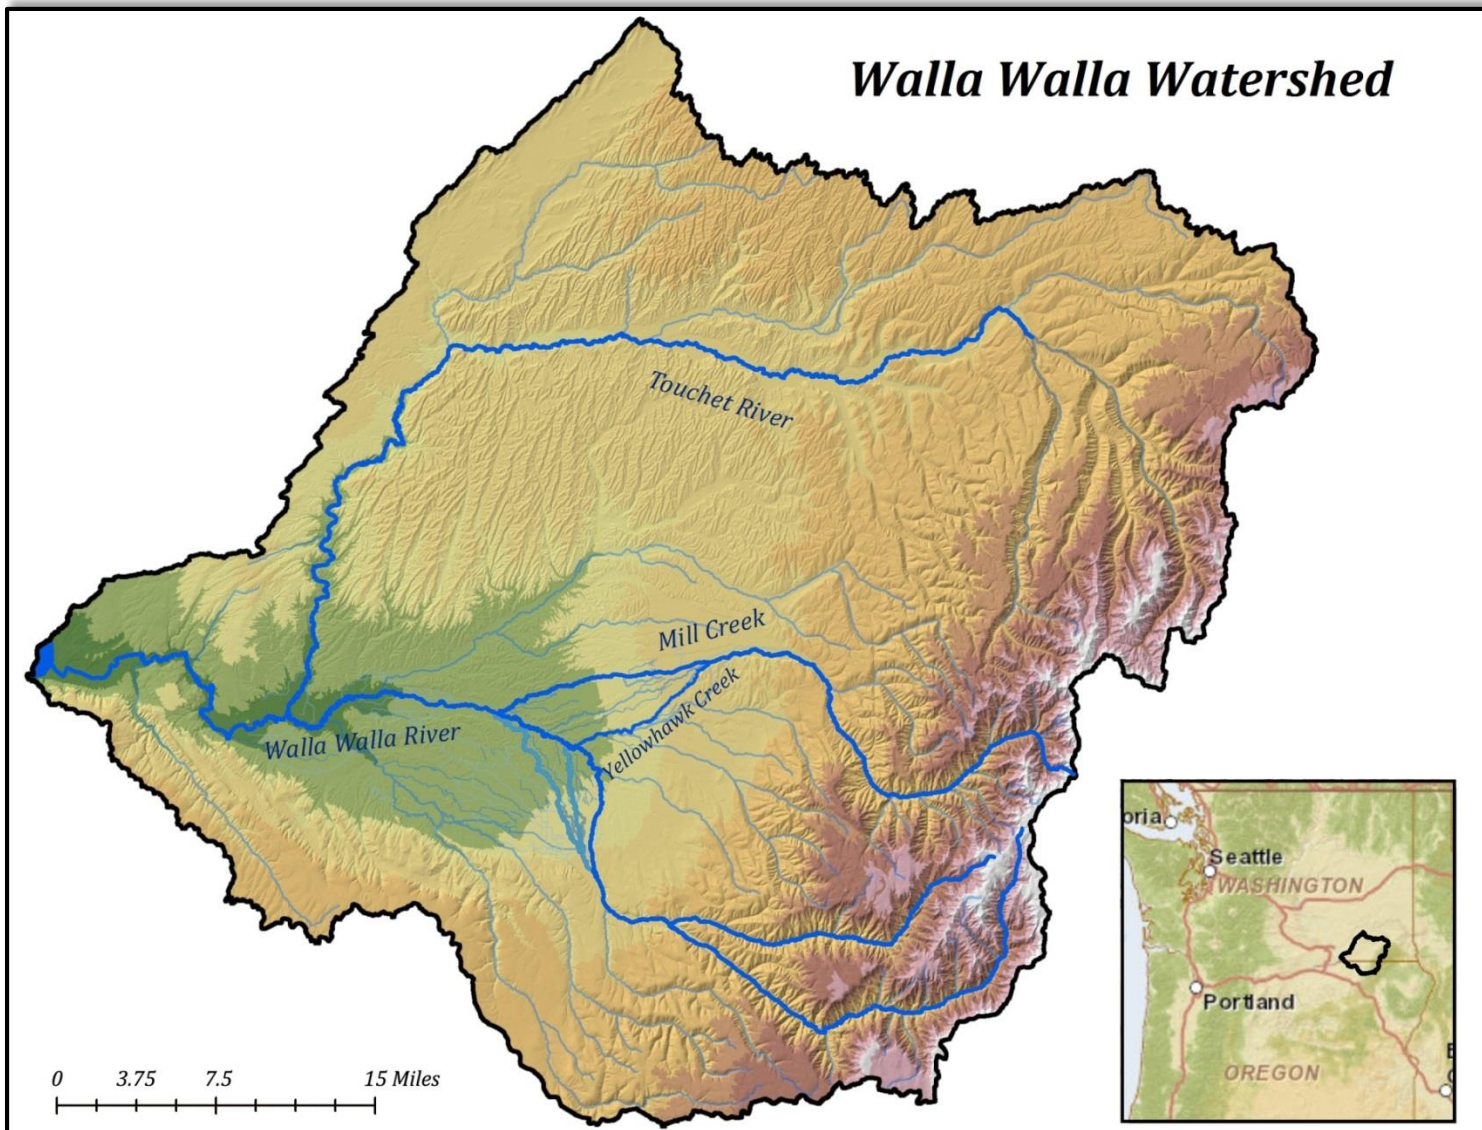 Walla Walla Watershed
Touchet River
Mill Creek
Yellowhawk Creek
Walla Walla River
oria
Seattle
WASHINGTON
Portland
OREGON
0 3.75 7.5 15 Miles